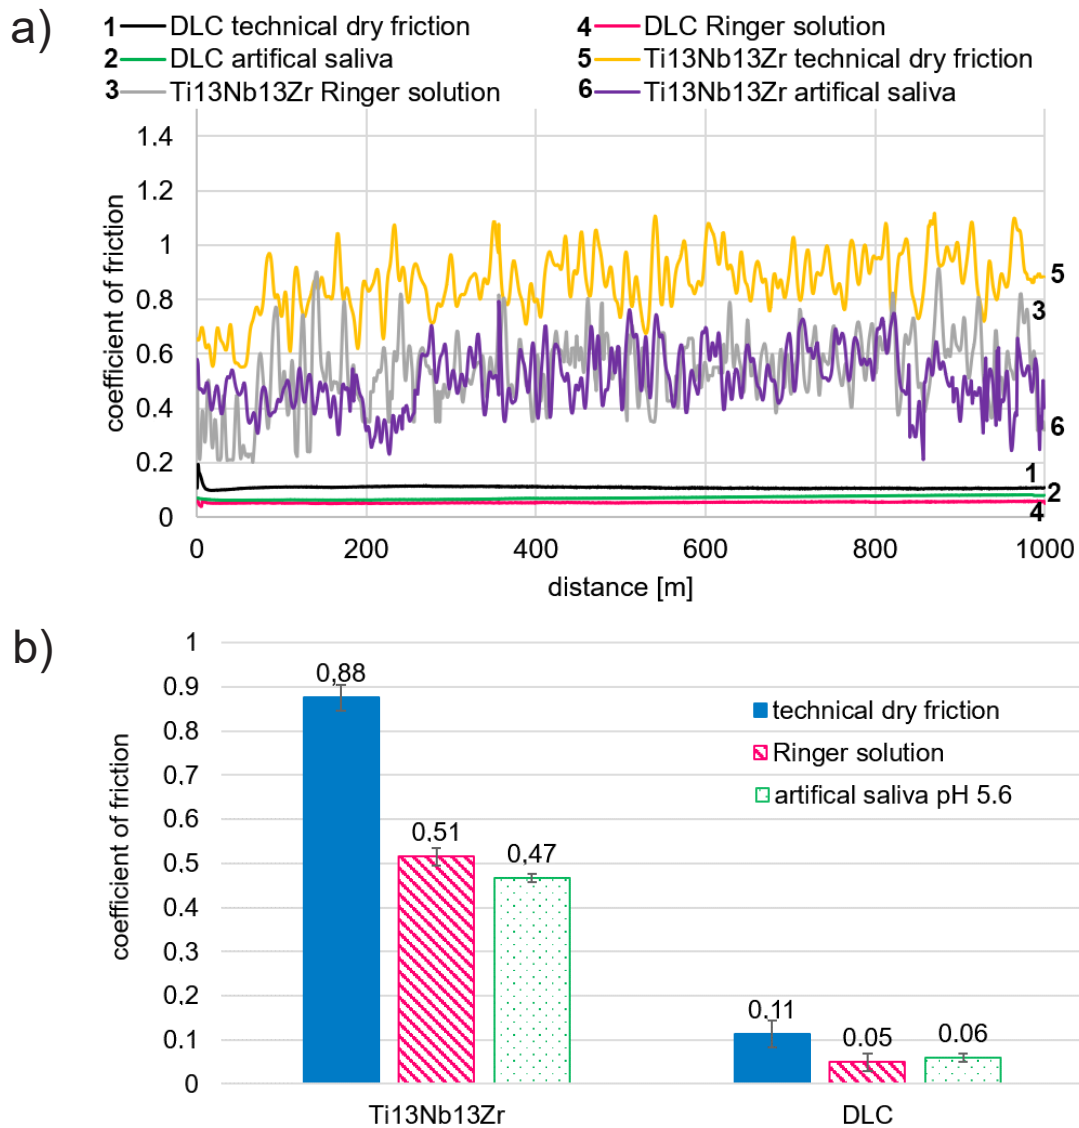 a)
1 DLC technical dry friction
4 DLC Ringer solution
2 DLC artifical saliva
5 Ti13Nb13Zr technical dry friction
3 Ti13Nb13Zr Ringer solution
6 Ti13Nb13Zr artifical saliva
coefficient of friction
1.4
1.2
1
0.8
0.6
0.4
0.2
0
5
3
6
1
2
4
0
200
400
600
800
1000
distance [m]
b)
coefficient of friction
1
0.9
0.8
0.7
0.6
0.5
0.4
0.3
0.2
0.1
0
0,88
0,51
0,47
0.11
0.05
0.06
technical dry friction
Ringer solution
artifical saliva pH 5.6
Ti13Nb13Zr
DLC